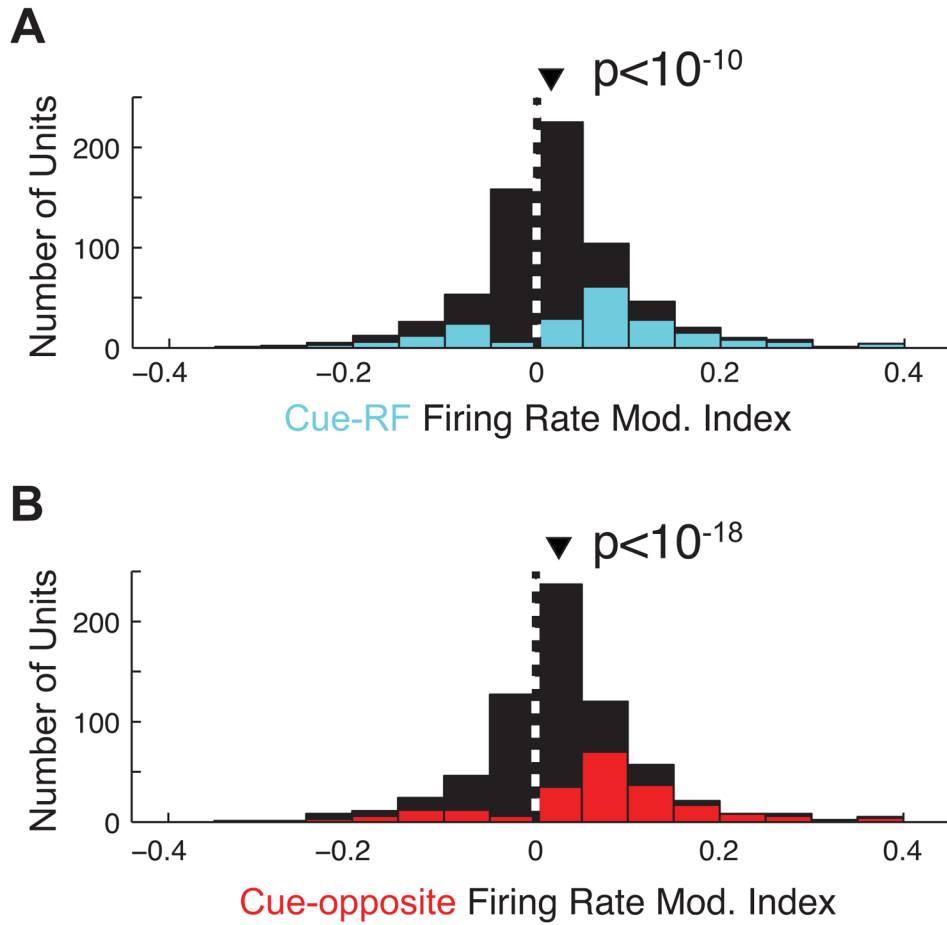 A
p<10⁻¹⁰
Number of Units
200
100
0
−0.4
−0.2
0
0.2
0.4
Cue-RF Firing Rate Mod. Index
B
p<10⁻¹⁸
Number of Units
200
100
0
−0.4
−0.2
0
0.2
0.4
Cue-opposite Firing Rate Mod. Index